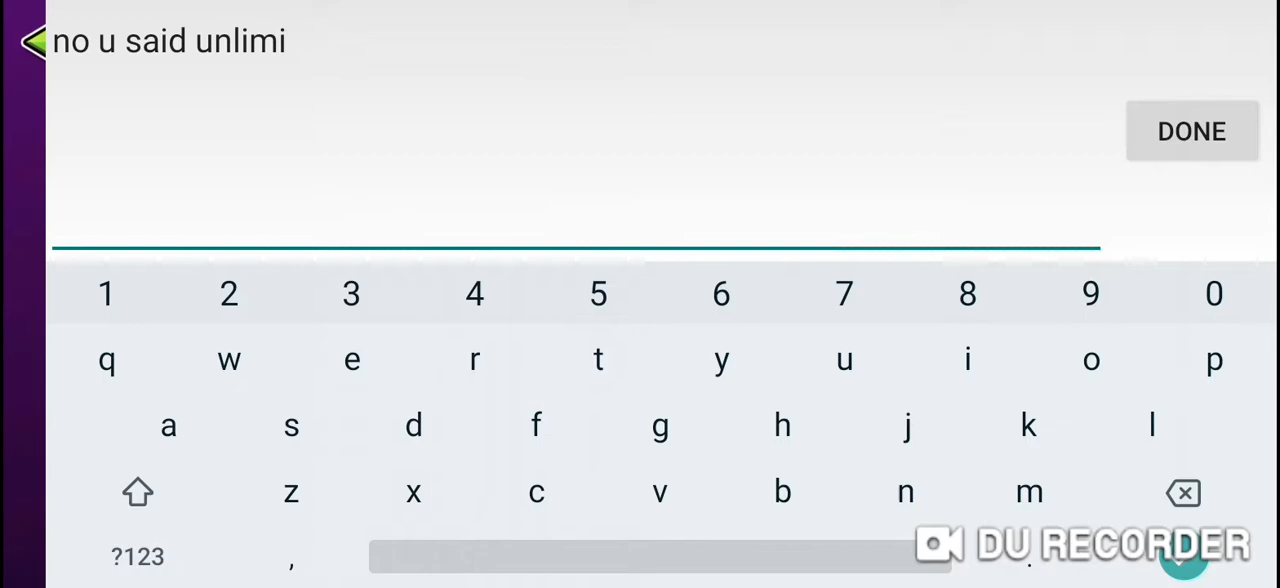 no u said unlimi
DONE
1 2 3 4 5 6 7 8 9 0
q w e r t y u i o p
a s d f g h j k l
z x c v b n m
?123 , .
DU RECORDER